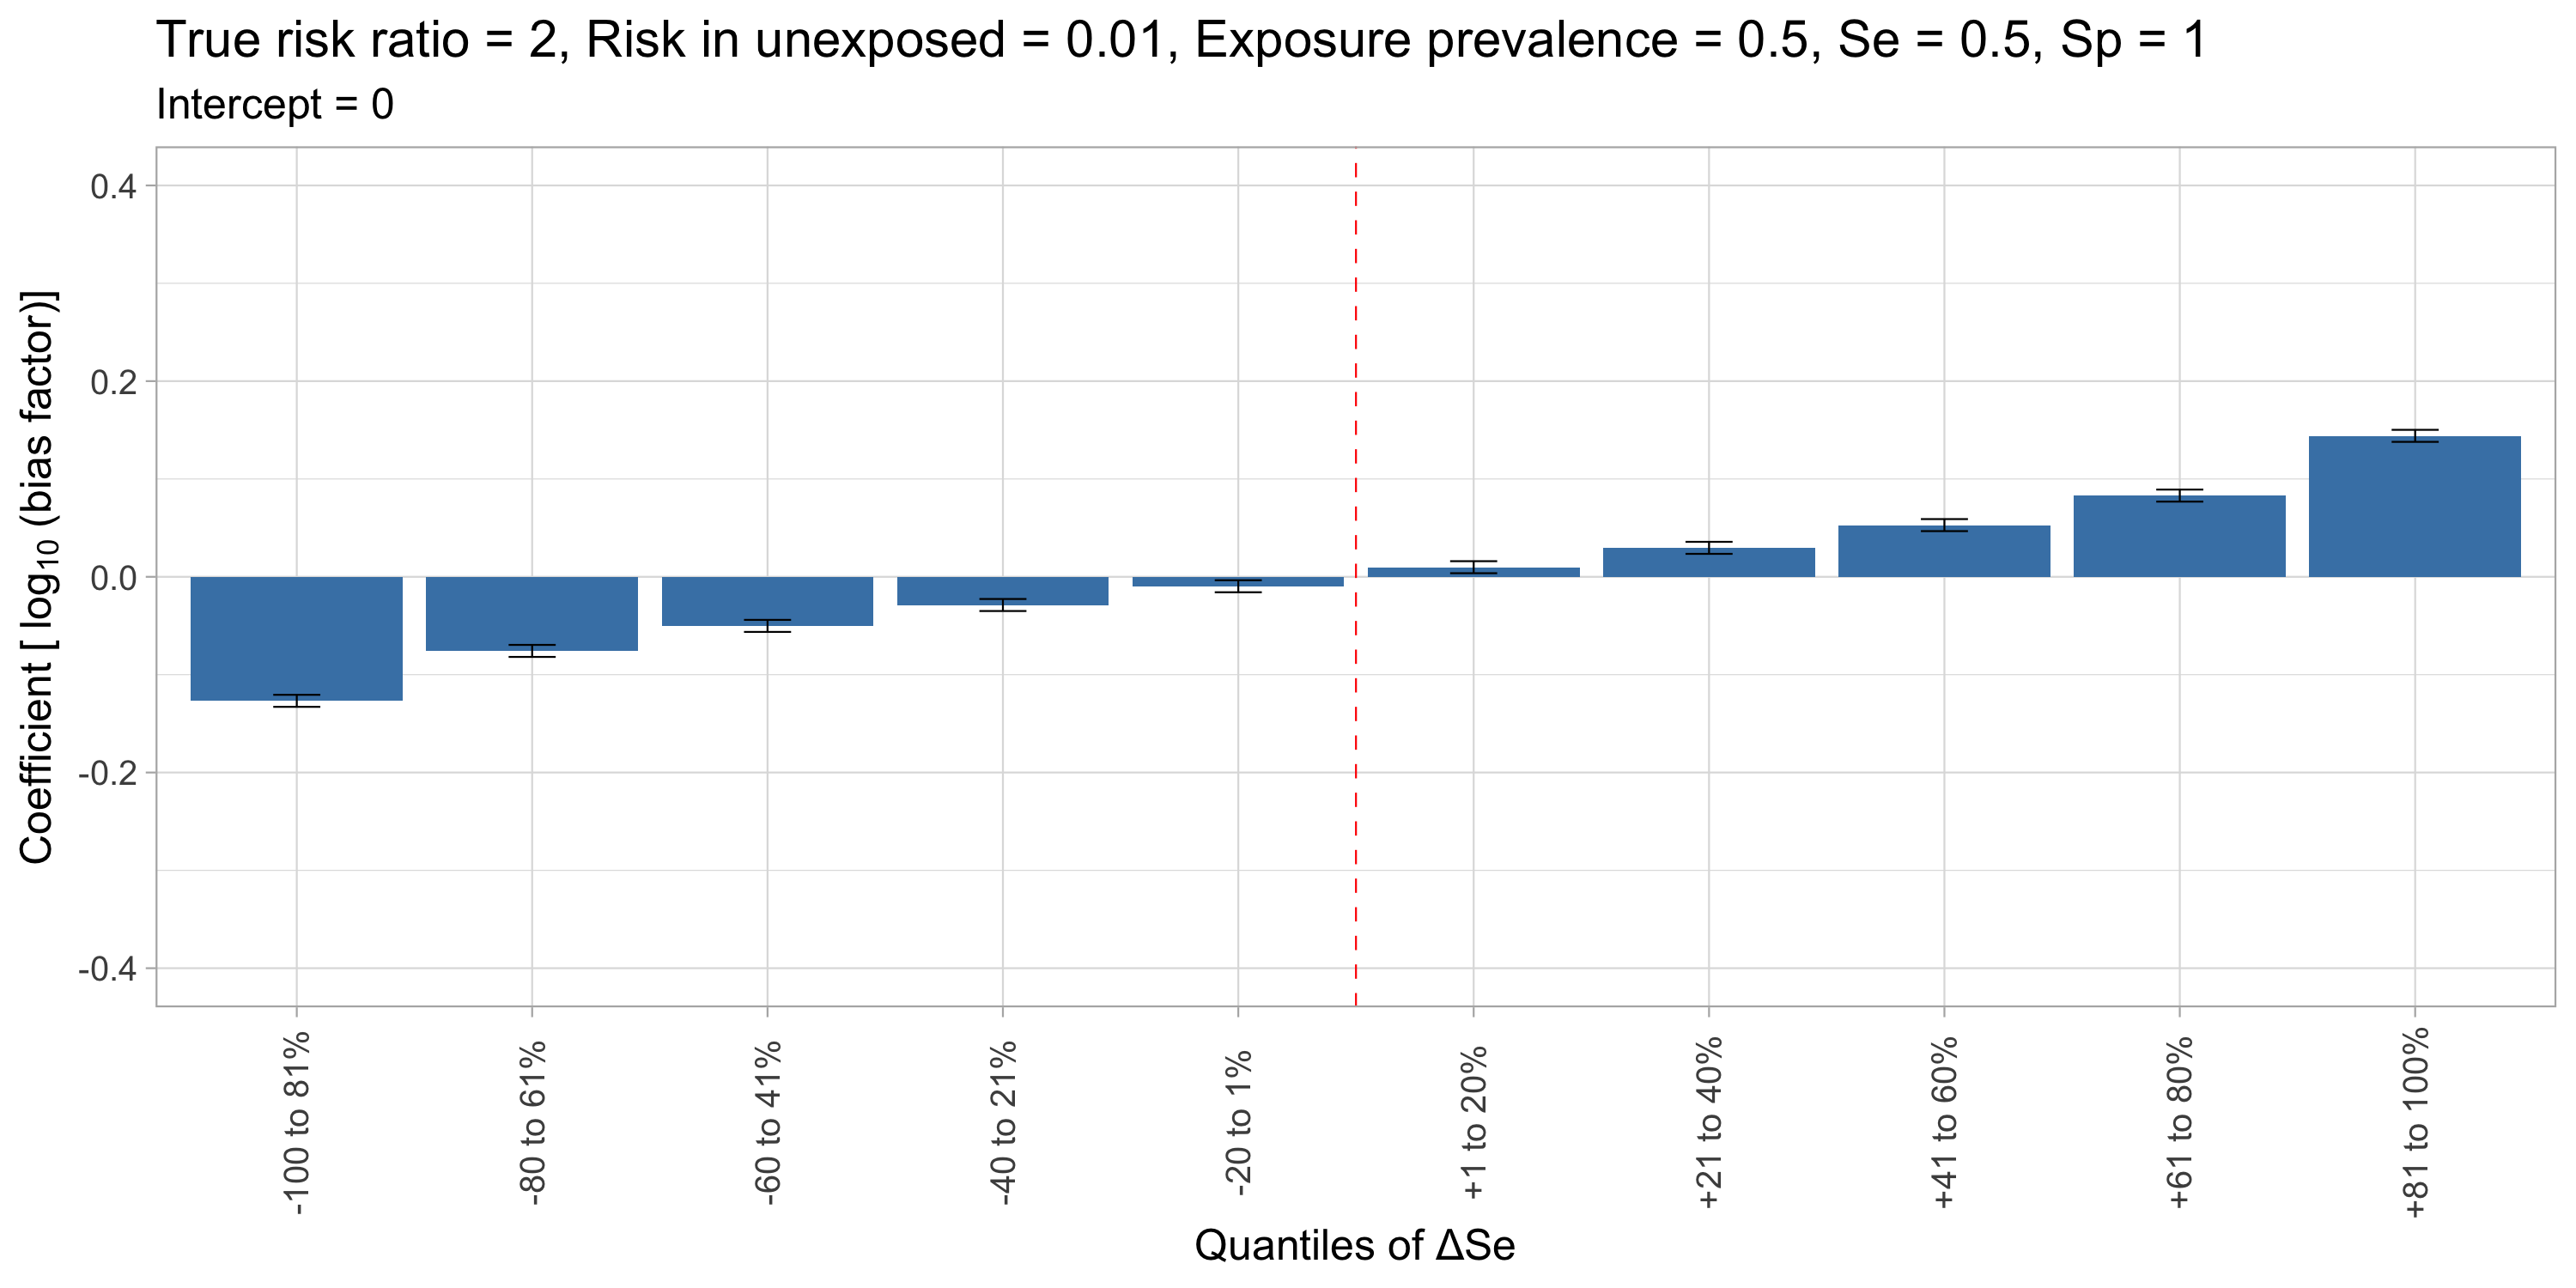 True risk ratio = 2, Risk in unexposed = 0.01, Exposure prevalence = 0.5, Se = 0.5, Sp = 1
Intercept = 0
Coefficient [ log₁₀ (bias factor)]
0.4
0.2
0.0
-0.2
-0.4
-100 to 81%
-80 to 61%
-60 to 41%
-40 to 21%
-20 to 1%
+1 to 20%
+21 to 40%
+41 to 60%
+61 to 80%
+81 to 100%
Quantiles of ΔSe